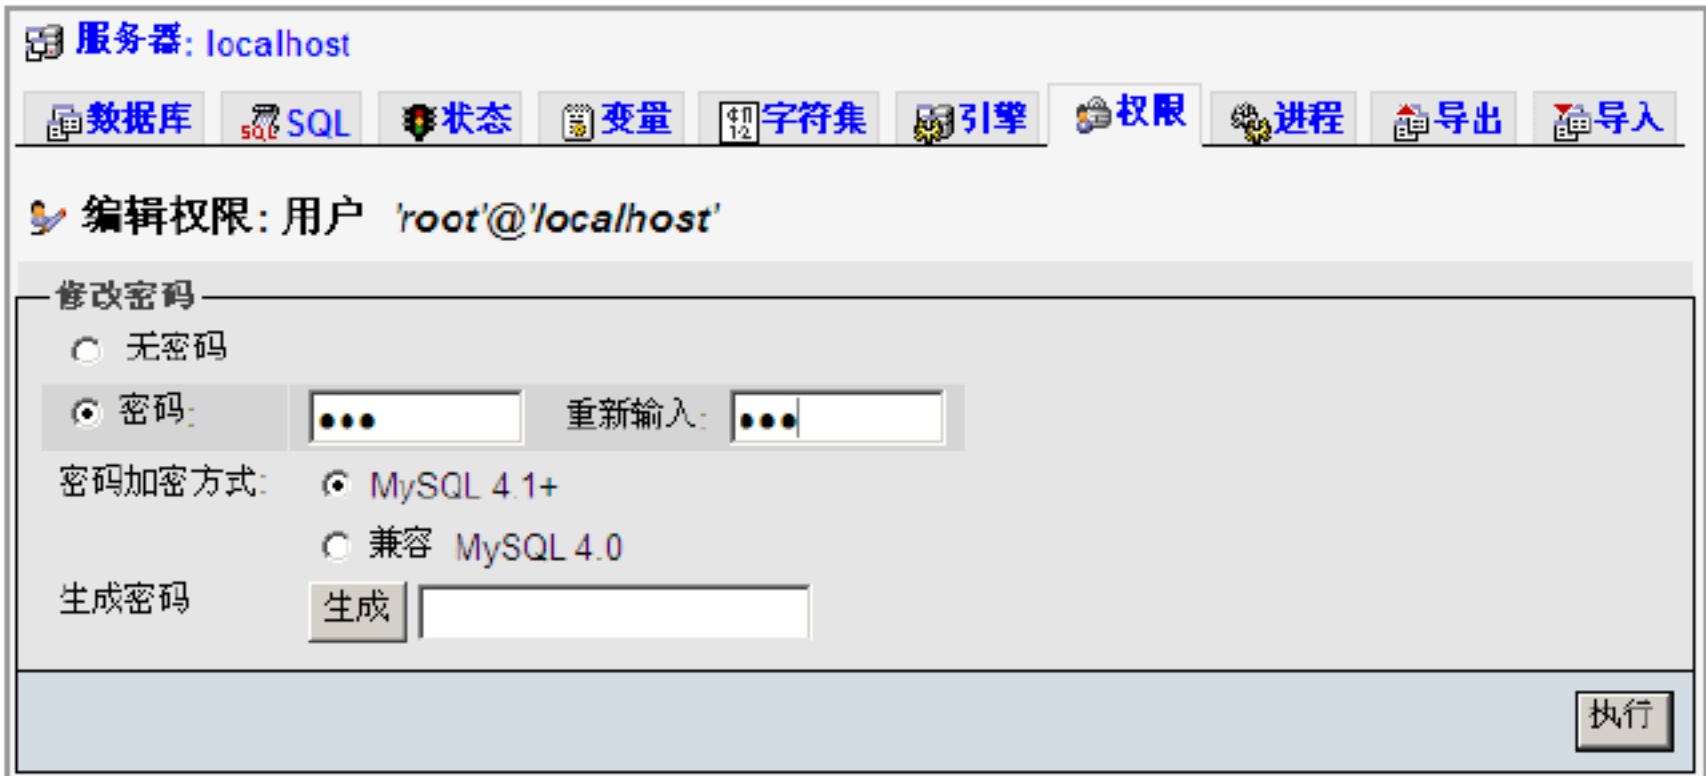 服务器: localhost
数据库 SQL 状态 变量 字符集 引擎 权限 进程 导出 导入
编辑权限: 用户 'root'@'localhost'
修改密码
无密码
密码: ●●● 重新输入: ●●●
密码加密方式: MySQL 4.1+
兼容 MySQL 4.0
生成密码 生成
执行